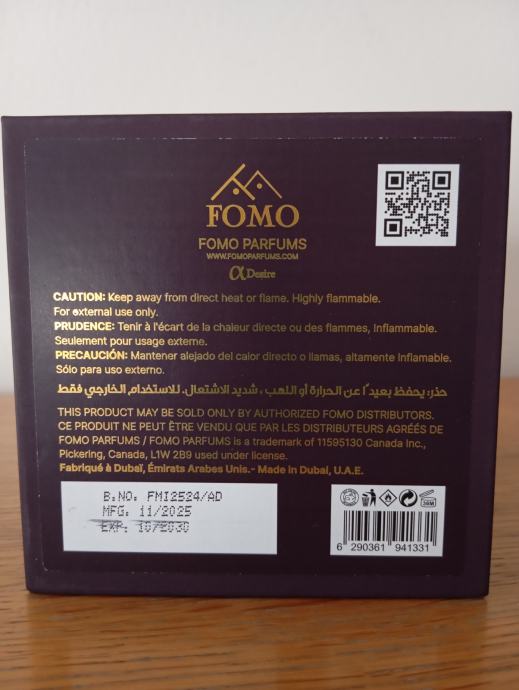 FOMO
FOMO PARFUMS
WWW.FOMOPARFUMS.COM
α Desire
CAUTION: Keep away from direct heat or flame. Highly flammable.
For external use only.
PRUDENCE: Tenir à l'écart de la chaleur directe ou des flammes, Inflammable.
Seulement pour usage externe.
PRECAUCIÓN: Mantener alejado del calor directo o llamas, altamente Inflamable.
Sólo para uso externo.
حذر: يحفظ بعيداً عن الحرارة أو اللهب ، شديد الاشتعال. للاستخدام الخارجي فقط
THIS PRODUCT MAY BE SOLD ONLY BY AUTHORIZED FOMO DISTRIBUTORS.
CE PRODUIT NE PEUT ÊTRE VENDU QUE PAR LES DISTRIBUTEURS AGRÉÉS DE
FOMO PARFUMS / FOMO PARFUMS is a trademark of 11595130 Canada Inc.,
Pickering, Canada, L1W 2B9 used under license.
Fabriqué à Dubaï, Émirats Arabes Unis.- Made in Dubai, U.A.E.
B.NO. FMI2524/AD
MFG. 11/2025
EXP: 10/2030
36M
6 290361 941331